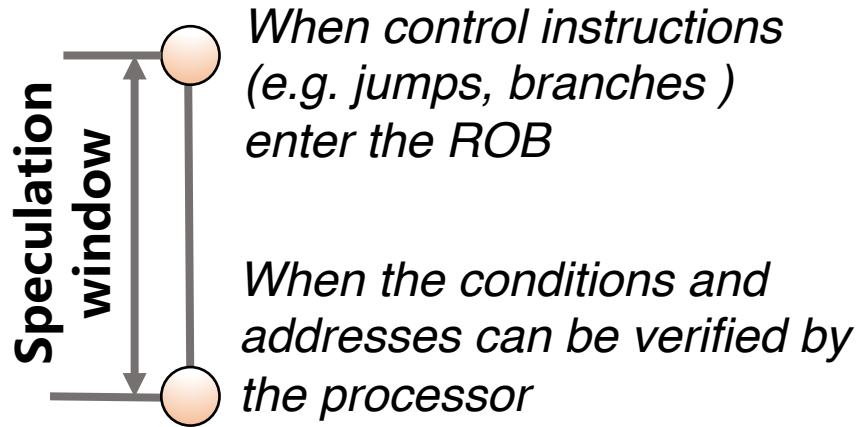 Speculation
window
When control instructions
(e.g. jumps, branches )
enter the ROB
When the conditions and
addresses can be verified by
the processor